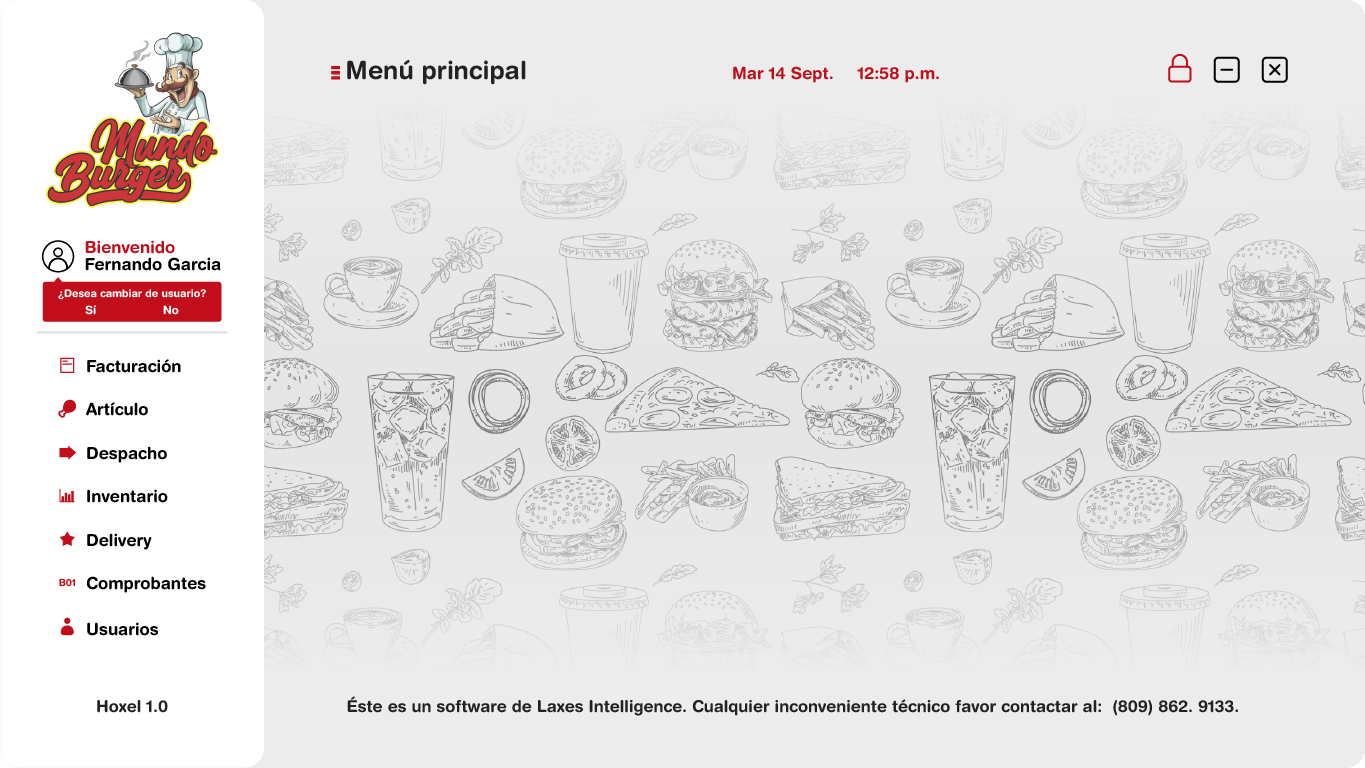 Mundo
Burger
Bienvenido
Fernando Garcia
¿Desea cambiar de usuario?
Sí No
Facturación
Artículo
Despacho
Inventario
Delivery
B01 Comprobantes
Usuarios
Hoxel 1.0
Menú principal
Mar 14 Sept. 12:58 p.m.
Éste es un software de Laxes Intelligence. Cualquier inconveniente técnico favor contactar al: (809) 862. 9133.